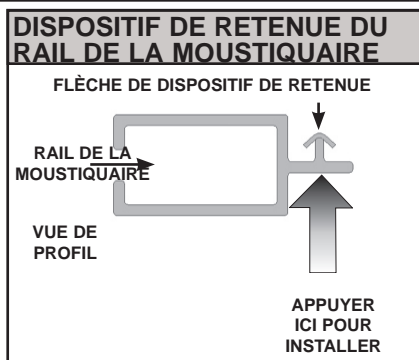 DISPOSITIF DE RETENUE DU
RAIL DE LA MOUSTIQUAIRE
FLÈCHE DE DISPOSITIF DE RETENUE
RAIL DE LA
MOUSTIQUAIRE
VUE DE
PROFIL
APPUYER
ICI POUR
INSTALLER